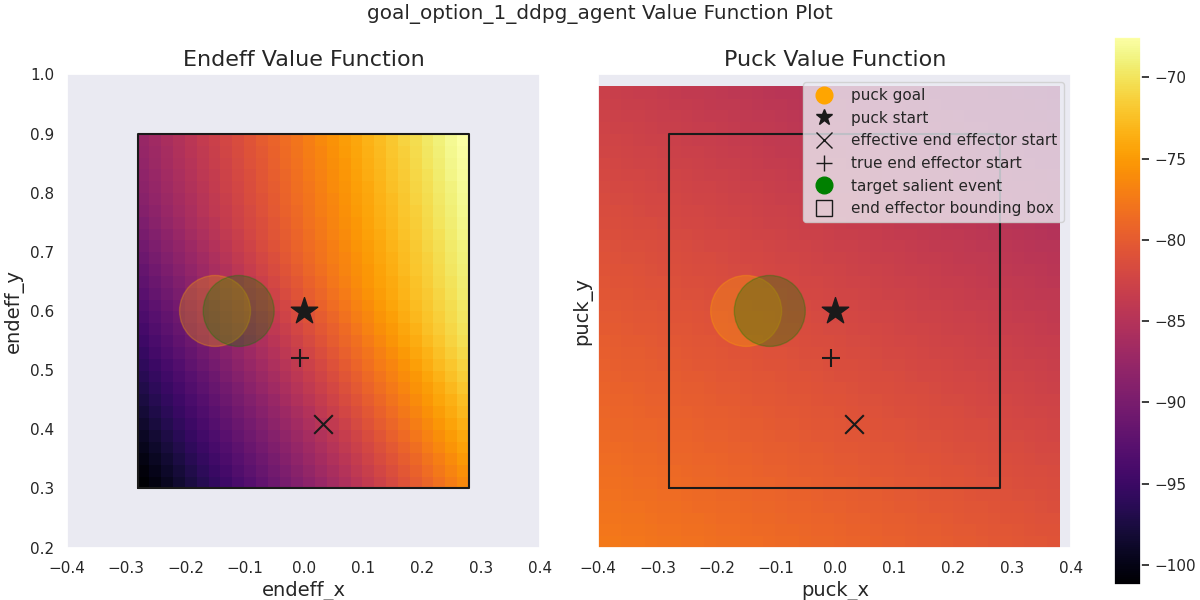 goal_option_1_ddpg_agent Value Function Plot
Endeff Value Function
endeff_y
1.0
0.9
0.8
0.7
0.6
0.5
0.4
0.3
0.2
−0.4 −0.3 −0.2 −0.1 0.0 0.1 0.2 0.3 0.4
endeff_x
Puck Value Function
puck_y
puck goal
puck start
effective end effector start
true end effector start
target salient event
end effector bounding box
−0.4 −0.3 −0.2 −0.1 0.0 0.1 0.2 0.3 0.4
puck_x
−70
−75
−80
−85
−90
−95
−100